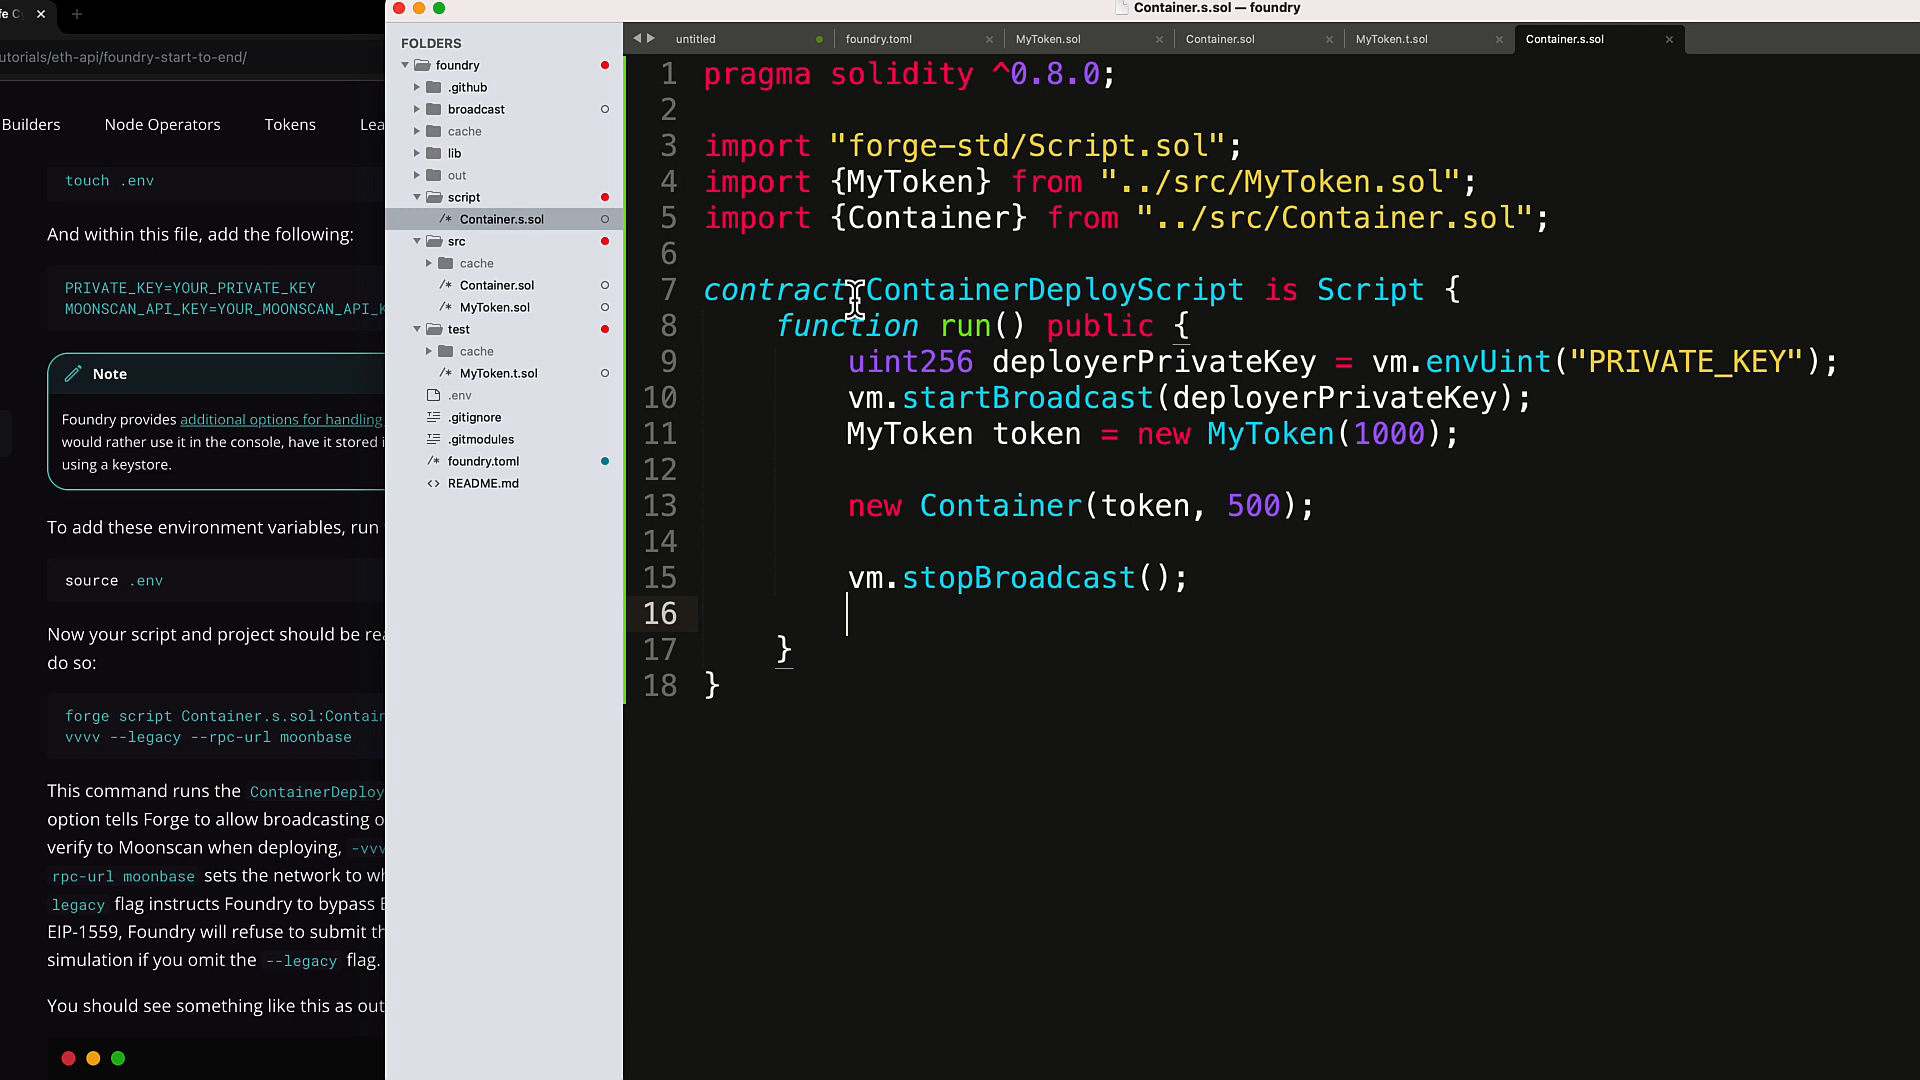 fe C
utorials/eth-api/foundry-start-to-end/
Builders Node Operators Tokens Lea
touch .env
And within this file, add the following:
PRIVATE_KEY=YOUR_PRIVATE_KEY
MOONSCAN_API_KEY=YOUR_MOONSCAN_API_K
Note
Foundry provides additional options for handling
would rather use it in the console, have it stored i
using a keystore.
To add these environment variables, run
source .env
Now your script and project should be rea
do so:
forge script Container.s.sol:Contain
vvvv --legacy --rpc-url moonbase
This command runs the ContainerDeploy
option tells Forge to allow broadcasting o
verify to Moonscan when deploying, -vvv
rpc-url moonbase sets the network to wh
legacy flag instructs Foundry to bypass E
EIP-1559, Foundry will refuse to submit th
simulation if you omit the --legacy flag.
You should see something like this as out
Container.s.sol — foundry
FOLDERS
foundry
.github
broadcast
cache
lib
out
script
/* Container.s.sol
src
cache
/* Container.sol
/* MyToken.sol
test
cache
/* MyToken.t.sol
.env
.gitignore
.gitmodules
/* foundry.toml
<> README.md
untitled foundry.toml MyToken.sol Container.sol MyToken.t.sol Container.s.sol
1 pragma solidity ^0.8.0;
2
3 import "forge-std/Script.sol";
4 import {MyToken} from "../src/MyToken.sol";
5 import {Container} from "../src/Container.sol";
6
7 contract ContainerDeployScript is Script {
8 function run() public {
9 uint256 deployerPrivateKey = vm.envUint("PRIVATE_KEY");
10 vm.startBroadcast(deployerPrivateKey);
11 MyToken token = new MyToken(1000);
12
13 new Container(token, 500);
14
15 vm.stopBroadcast();
16
17 }
18 }